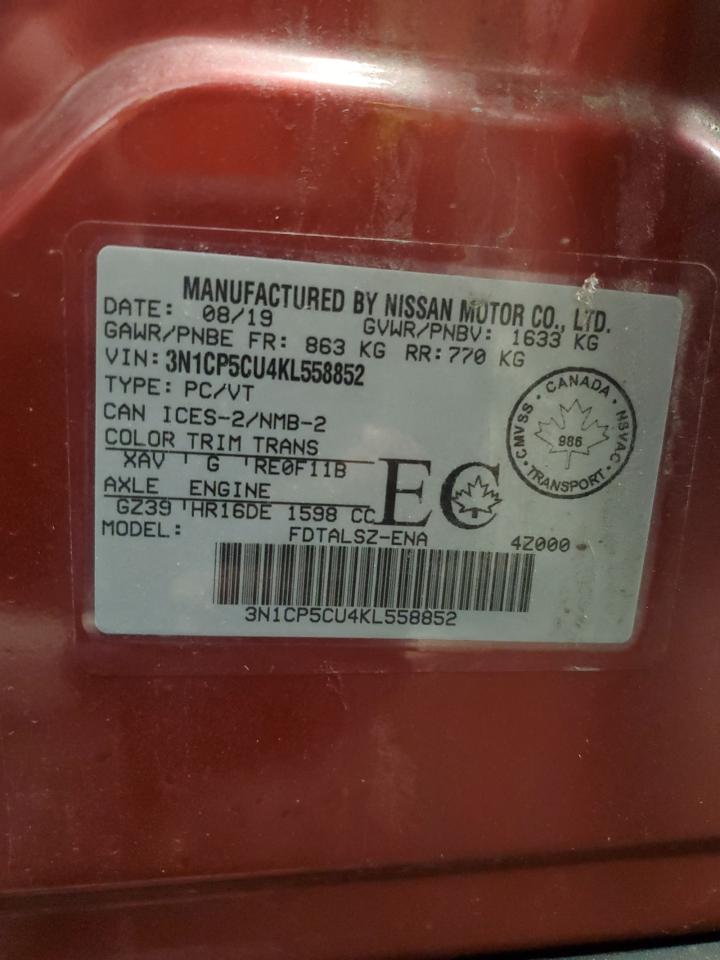 MANUFACTURED BY NISSAN MOTOR CO., LTD.
DATE: 08/19 GVWR/PNBV: 1633 KG
GAWR/PNBE FR: 863 KG RR: 770 KG
VIN: 3N1CP5CU4KL558852
TYPE: PC/VT
CAN ICES-2/NMB-2
COLOR TRIM TRANS
XAV G RE0F11B
AXLE ENGINE
GZ39 HR16DE 1598 CC
EC
MODEL: FDTALSZ-ENA 4Z000
3N1CP5CU4KL558852
CANADA
CMVSS 986 NSVAC
TRANSPORT